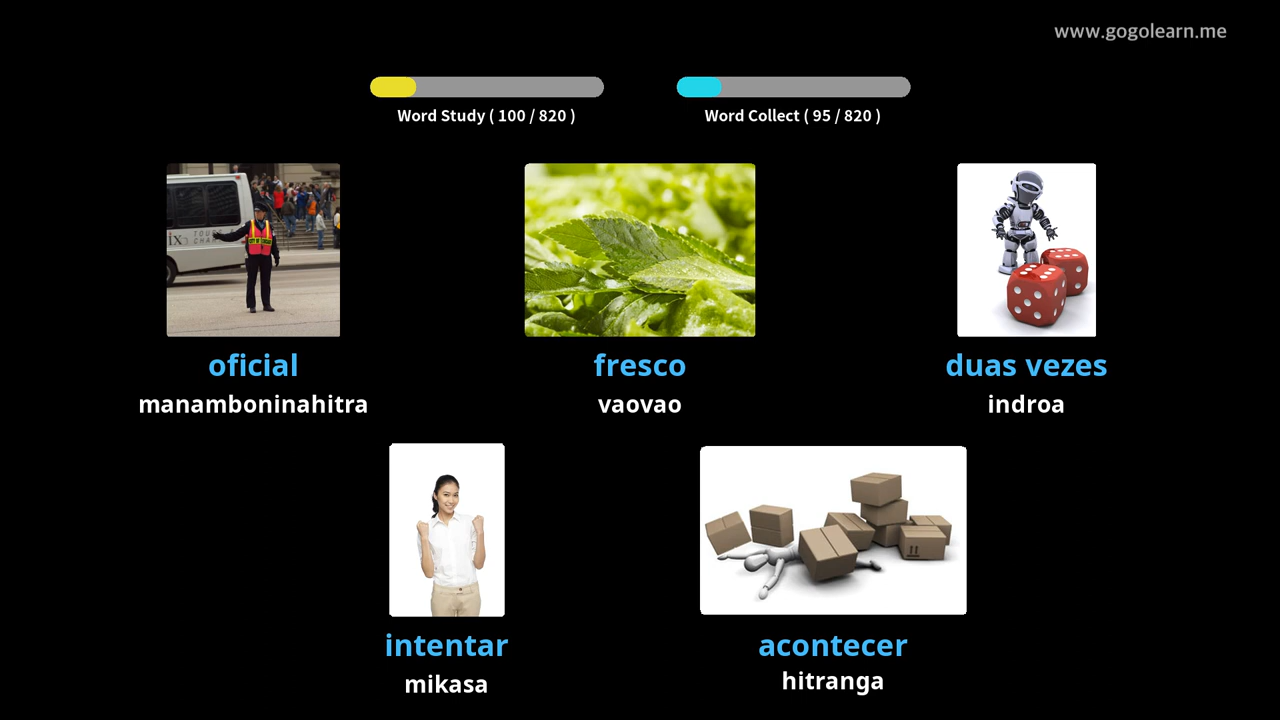 www.gogolearn.me
Word Study ( 100 / 820 )
Word Collect ( 95 / 820 )
oficial
manamboninahitra
fresco
vaovao
duas vezes
indroa
intentar
mikasa
acontecer
hitranga